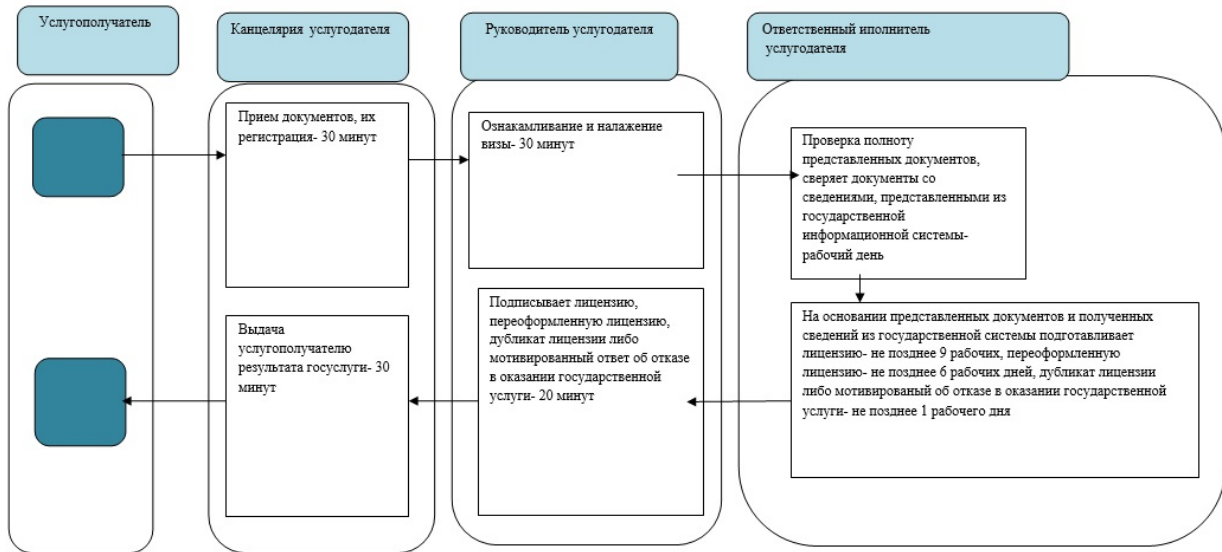 Услугополучатель
Канцелярия услугодателя
Руководитель услугодателя
Ответственный иполнитель
услугодателя
Прием документов, их
регистрация- 30 минут
Ознакамливание и налажение
визы- 30 минут
Проверка полноту
представленных документов,
сверяет документы со
сведениями, представленными из
государственной
информационной системы-
рабочий день
На основании представленных документов и полученных
сведений из государственной системы подготавливает
лицензию- не позднее 9 рабочих, переоформленную
лицензию- не позднее 6 рабочих дней, дубликат лицензии
либо мотивированый об отказе в оказании государственной
услуги- не позднее 1 рабочего дня
Подписывает лицензию,
переоформленную лицензию,
дубликат лицензии либо
мотивированный ответ об отказе
в оказании государственной
услуги- 20 минут
Выдача
услугополучателю
результата госуслуги- 30
минут